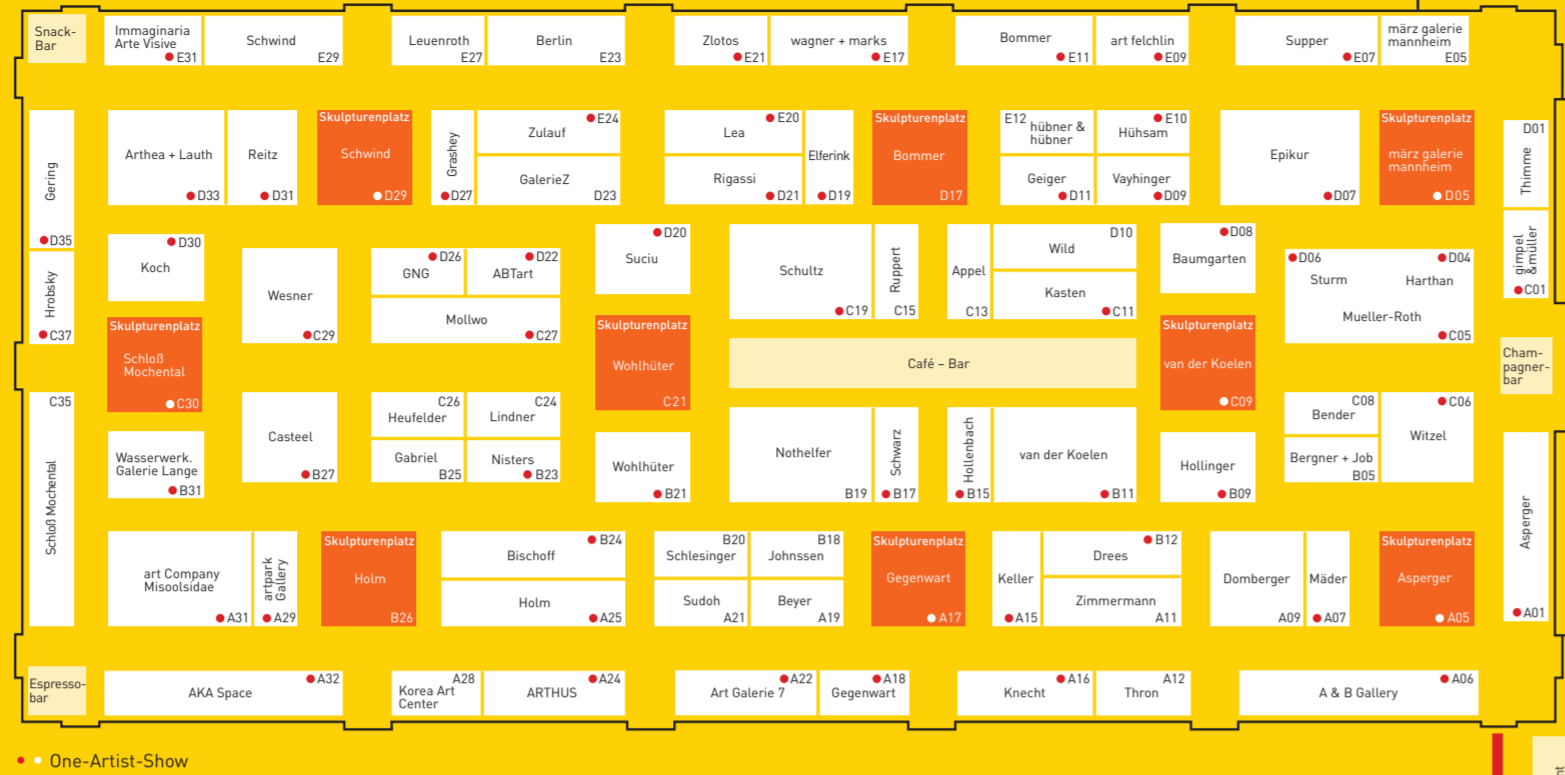 Snack-
Bar
Immaginaria
Arte Visive
E31
Schwind
E29
Leuenroth
E27
Berlin
E23
Zlotos
E21
wagner + marks
E17
Bommer
E11
art felchlin
E09
Supper
E07
märz galerie
mannheim
E05
Gering
D35
Arthea + Lauth
D33
Reitz
D31
Skulpturenplatz
Schwind
D29
Grashey
D27
E24
Zulauf
GalerieZ
D23
E20
Lea
Rigassi
D21
Elferink
D19
Skulpturenplatz
Bommer
D17
E12
hübner &
hübner
E10
Hühsam
Geiger
D11
Vayhinger
D09
Epikur
D07
Skulpturenplatz
märz galerie
mannheim
D05
D01
Thimme
gimpel
&müller
C01
Hrobsky
C37
D30
Koch
Wesner
C29
D26
GNG
D22
ABTart
Mollwo
C27
D20
Suciu
Schultz
C19
Ruppert
C15
Appel
C13
D10
Wild
Kasten
C11
D08
Baumgarten
D06
Sturm
D04
Harthan
Mueller-Roth
C05
Skulpturenplatz
Schloß
Mochental
C30
Skulpturenplatz
Wohlhüter
C21
Café – Bar
Skulpturenplatz
van der Koelen
C09
Cham-
pagner-
bar
C35
Schloß Mochental
Wasserwerk.
Galerie Lange
B31
Casteel
B27
C26
Heufelder
C24
Lindner
Gabriel
B25
Nisters
B23
Wohlhüter
B21
Nothelfer
B19
Schwarz
B17
Hollenbach
B15
van der Koelen
B11
Hollinger
B09
C08
Bender
Bergner + Job
B05
C06
Witzel
Asperger
A01
art Company
Misoolsidae
A31
artpark
Gallery
A29
Skulpturenplatz
Holm
B26
B24
Bischoff
Holm
A25
B20
Schlesinger
B18
Johnssen
Sudoh
A21
Beyer
A19
Skulpturenplatz
Gegenwart
A17
Keller
A15
B12
Drees
Zimmermann
A11
Domberger
A09
Mäder
A07
Skulpturenplatz
Asperger
A05
Espresso-
bar
A32
AKA Space
A28
Korea Art
Center
A24
ARTHUS
A22
Art Galerie 7
A18
Gegenwart
A16
Knecht
A12
Thron
A06
A & B Gallery
One-Artist-Show